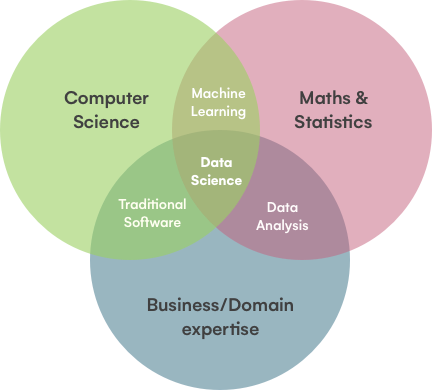 Computer
Science
Machine
Learning
Maths &
Statistics
Data
Science
Traditional
Software
Data
Analysis
Business/Domain
expertise